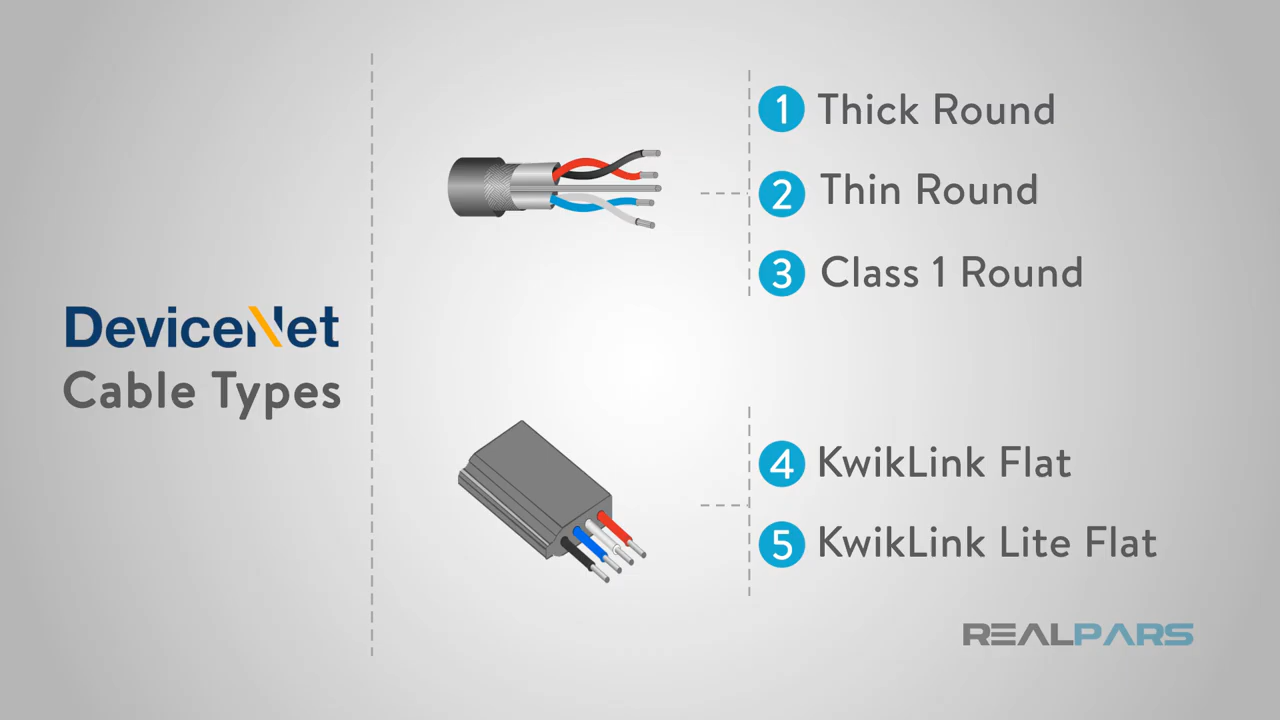 DeviceNet
Cable Types
1 Thick Round
2 Thin Round
3 Class 1 Round
4 KwikLink Flat
5 KwikLink Lite Flat
REALPARS